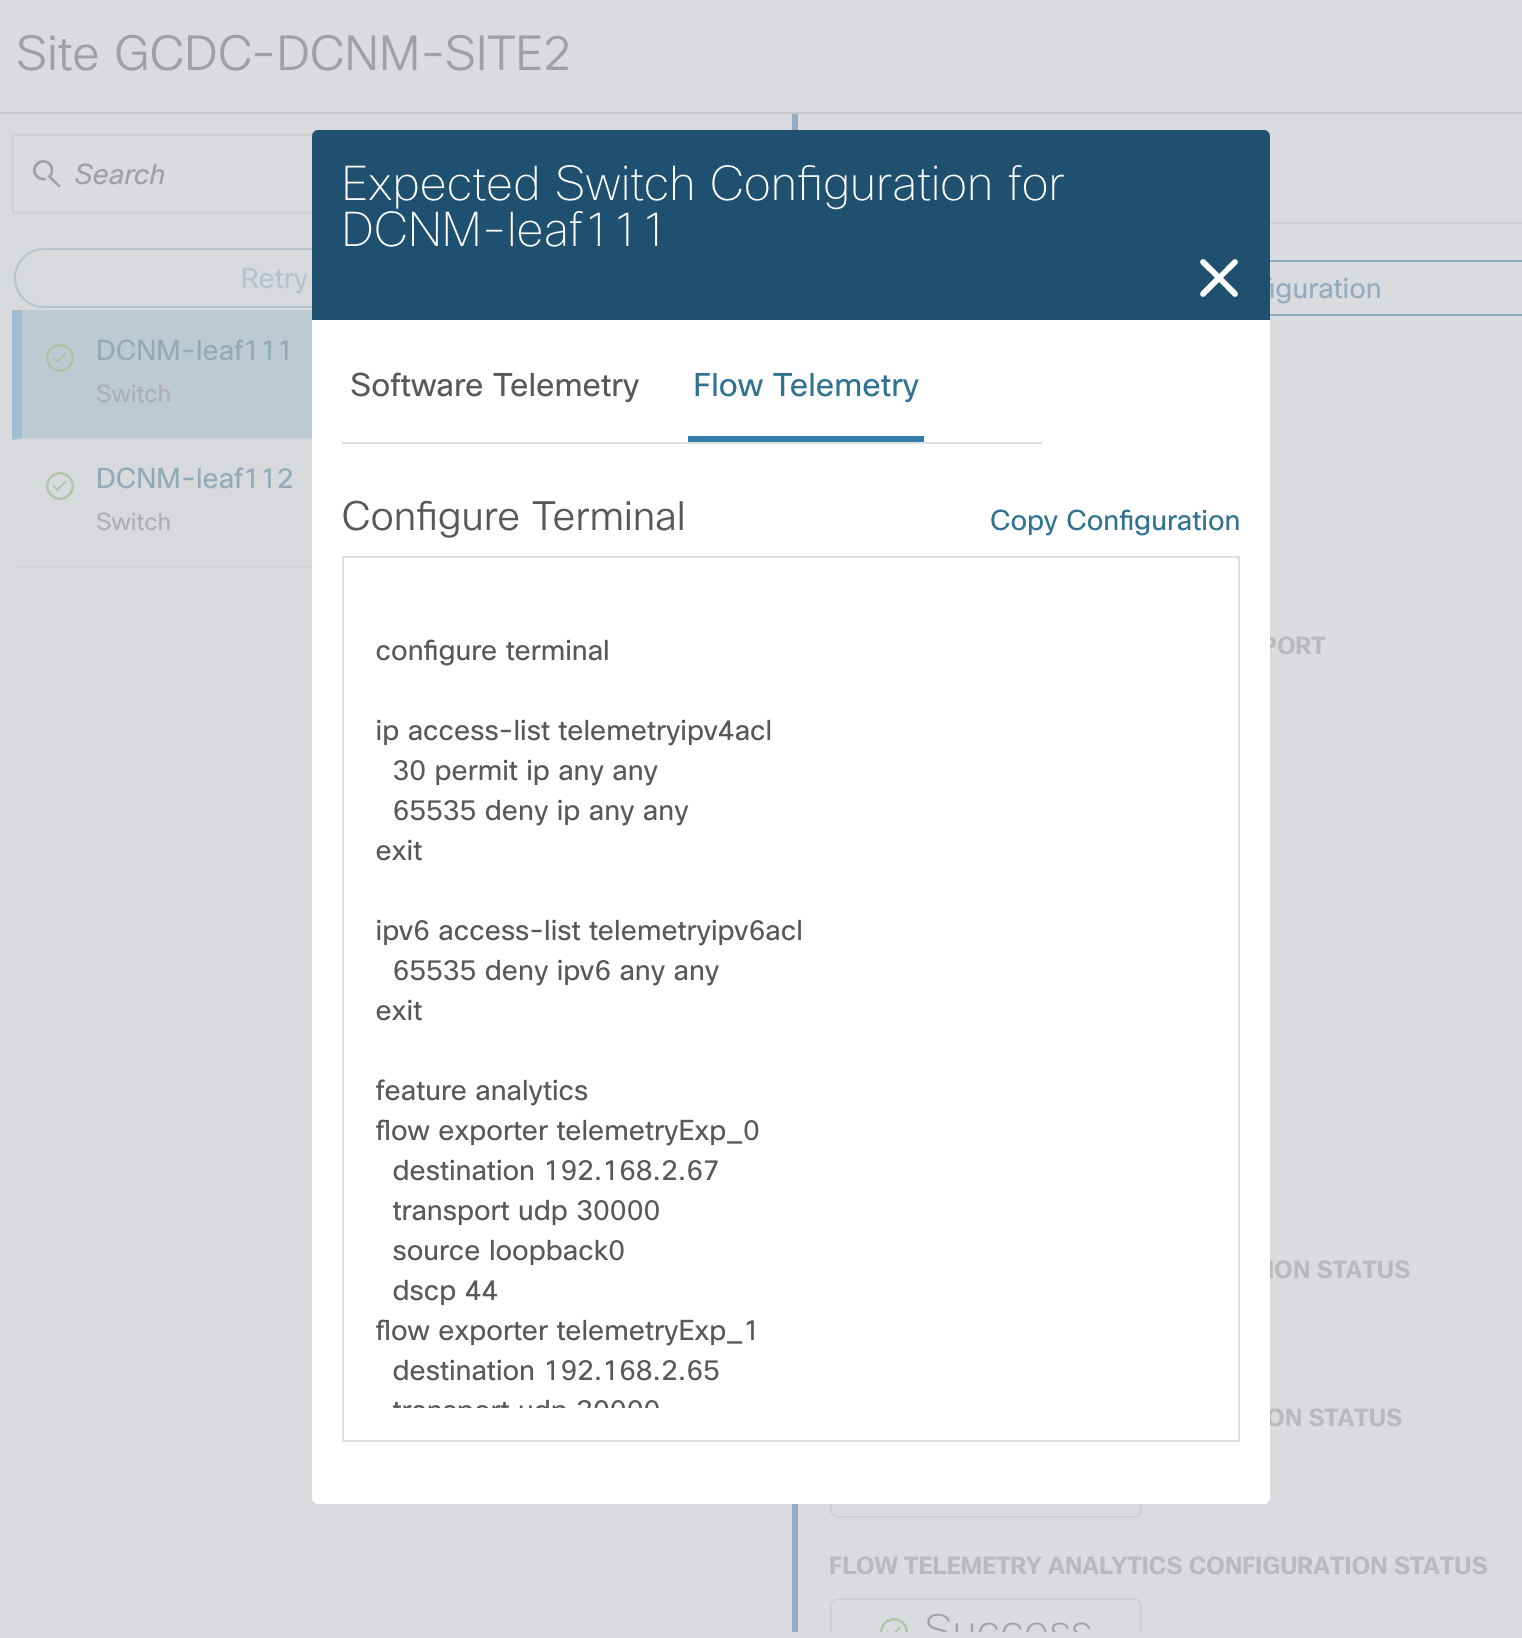 Site GCDC-DCNM-SITE2
Search
Retry
DCNM-leaf111
Switch
DCNM-leaf112
Switch
Expected Switch Configuration for
DCNM-leaf111
Software Telemetry
Flow Telemetry
Configure Terminal
Copy Configuration
configure terminal
ip access-list telemetryipv4acl
30 permit ip any any
65535 deny ip any any
exit
ipv6 access-list telemetryipv6acl
65535 deny ipv6 any any
exit
feature analytics
flow exporter telemetryExp_0
destination 192.168.2.67
transport udp 30000
source loopback0
dscp 44
flow exporter telemetryExp_1
destination 192.168.2.65
transport udp 30000
iguration
PORT
ION STATUS
ON STATUS
FLOW TELEMETRY ANALYTICS CONFIGURATION STATUS
Success